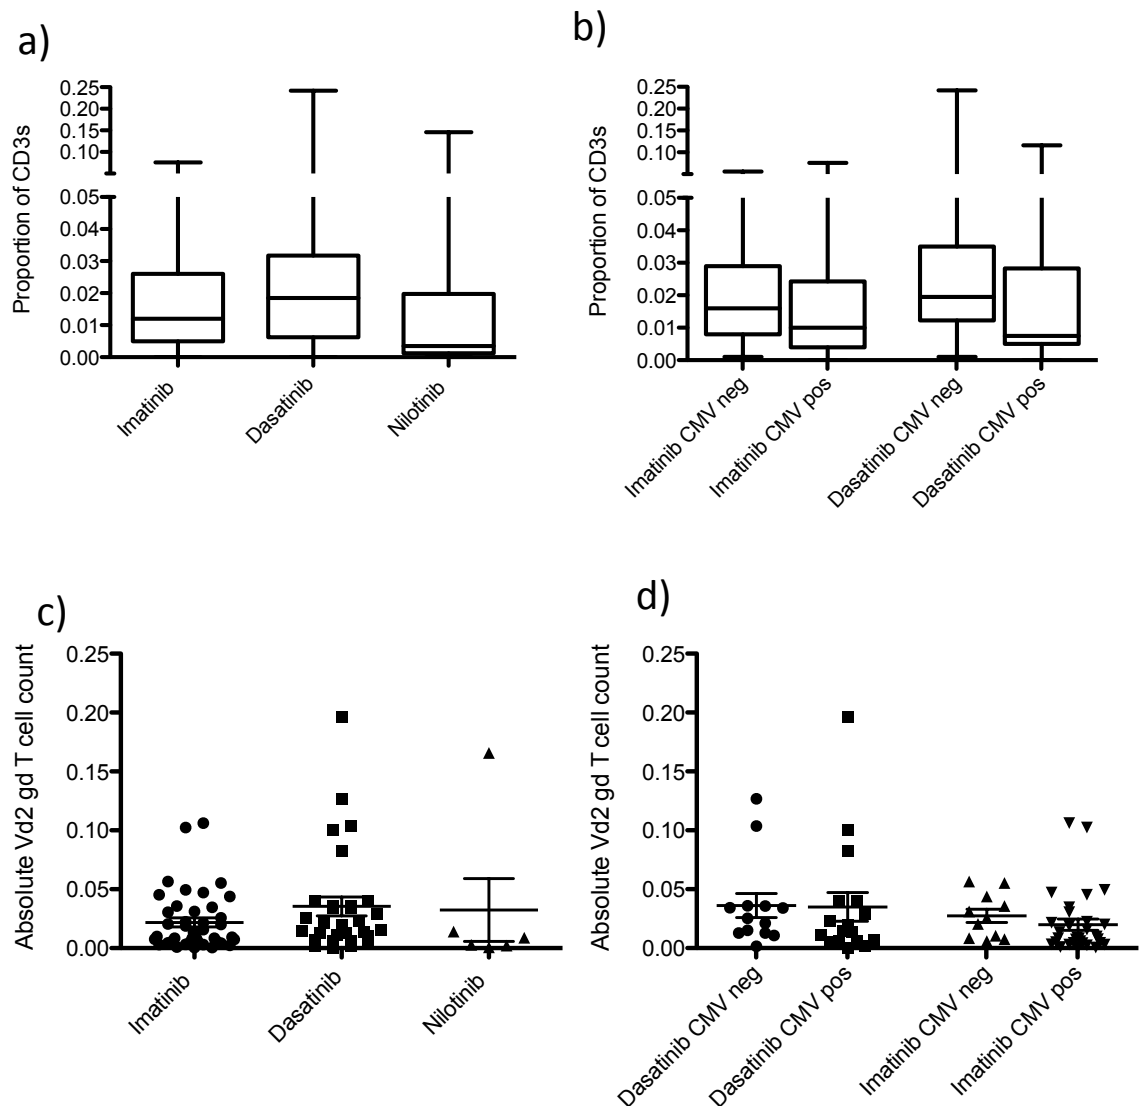 a)
Proportion of CD3s
0.25
0.20
0.15
0.10
0.05
0.04
0.03
0.02
0.01
0.00
Imatinib
Dasatinib
Nilotinib
b)
Proportion of CD3s
0.25
0.20
0.15
0.10
0.05
0.04
0.03
0.02
0.01
0.00
Imatinib CMV neg
Imatinib CMV pos
Dasatinib CMV neg
Dasatinib CMV pos
c)
Absolute Vd2 gd T cell count
0.25
0.20
0.15
0.10
0.05
0.00
Imatinib
Dasatinib
Nilotinib
d)
Absolute Vd2 gd T cell count
0.25
0.20
0.15
0.10
0.05
0.00
Dasatinib CMV neg
Dasatinib CMV pos
Imatinib CMV neg
Imatinib CMV pos